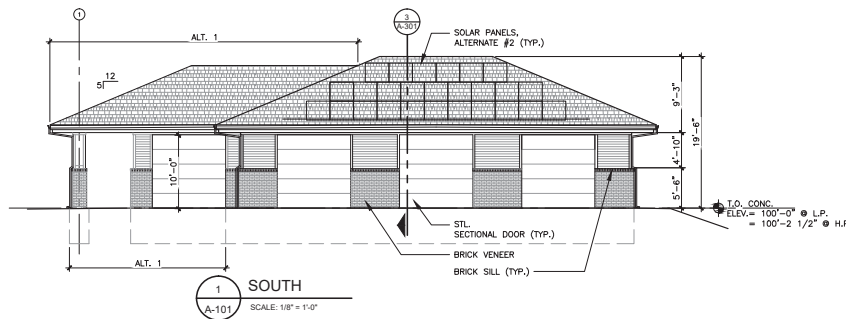 1
3
A-301
SOLAR PANELS,
ALTERNATE #2 (TYP.)
ALT. 1
12
5
9'-3"
19'-6"
4'-10"
10'-0"
5'-6"
T.O. CONC.
ELEV.= 100'-0" @ L.P.
= 100'-2 1/2" @ H.P
STL.
SECTIONAL DOOR (TYP.)
BRICK VENEER
ALT. 1
BRICK SILL (TYP.)
1
A-101
SOUTH
SCALE: 1/8" = 1'-0"